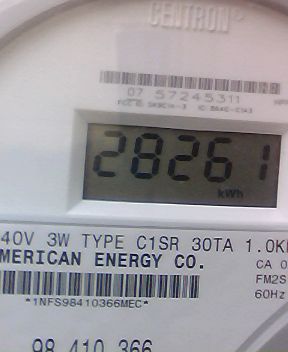 CENTRON
07 57245311
28261
kWh
40V 3W TYPE C1SR 30TA 1.0K
MERICAN ENERGY CO.
CA 0
FM2S
60Hz
*1NFS98410366MEC*
98 410 366